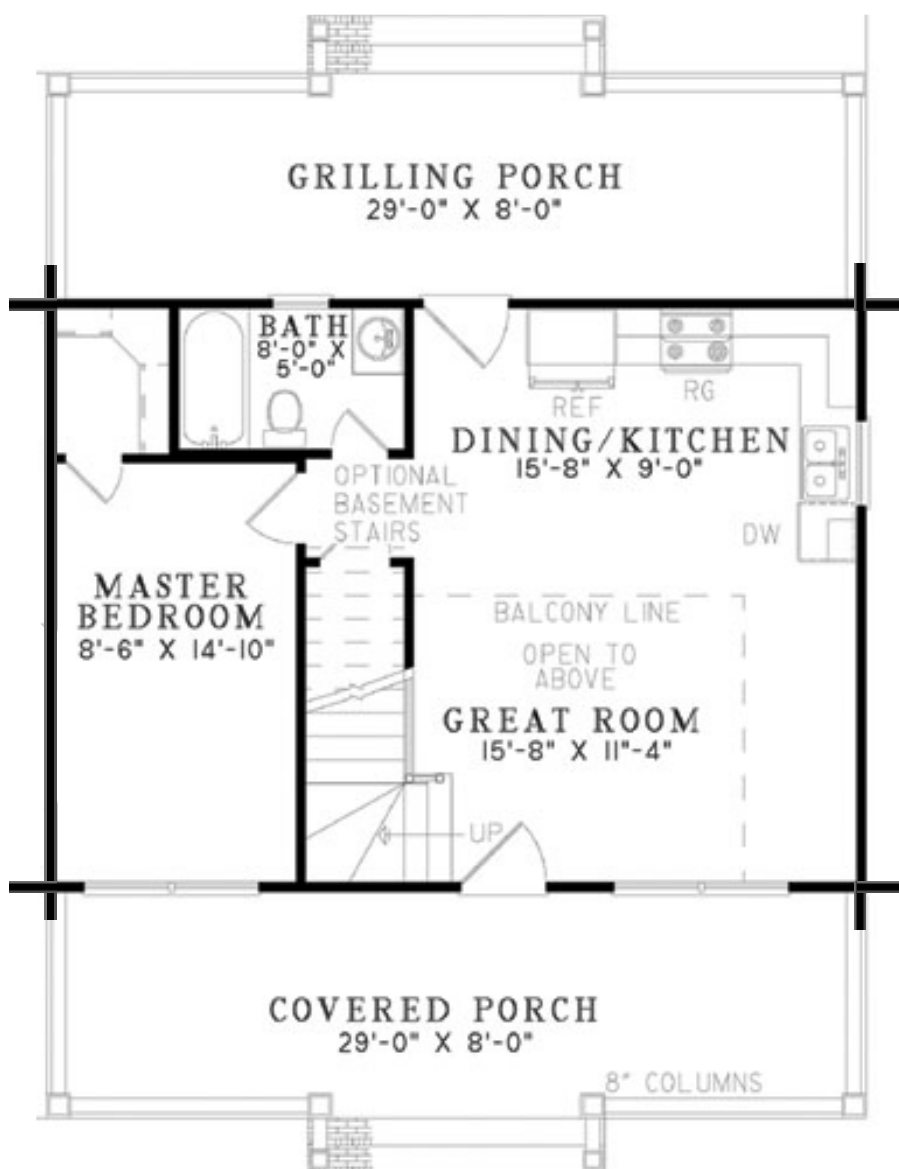 GRILLING PORCH
29'-0" X 8'-0"
BATH
8'-0" X
5'-0"
REF
RG
DINING/KITCHEN
15'-8" X 9'-0"
OPTIONAL
BASEMENT
STAIRS
DW
MASTER
BEDROOM
8'-6" X 14'-10"
BALCONY LINE
OPEN TO
ABOVE
GREAT ROOM
15'-8" X 11"-4"
UP
COVERED PORCH
29'-0" X 8'-0"
8" COLUMNS